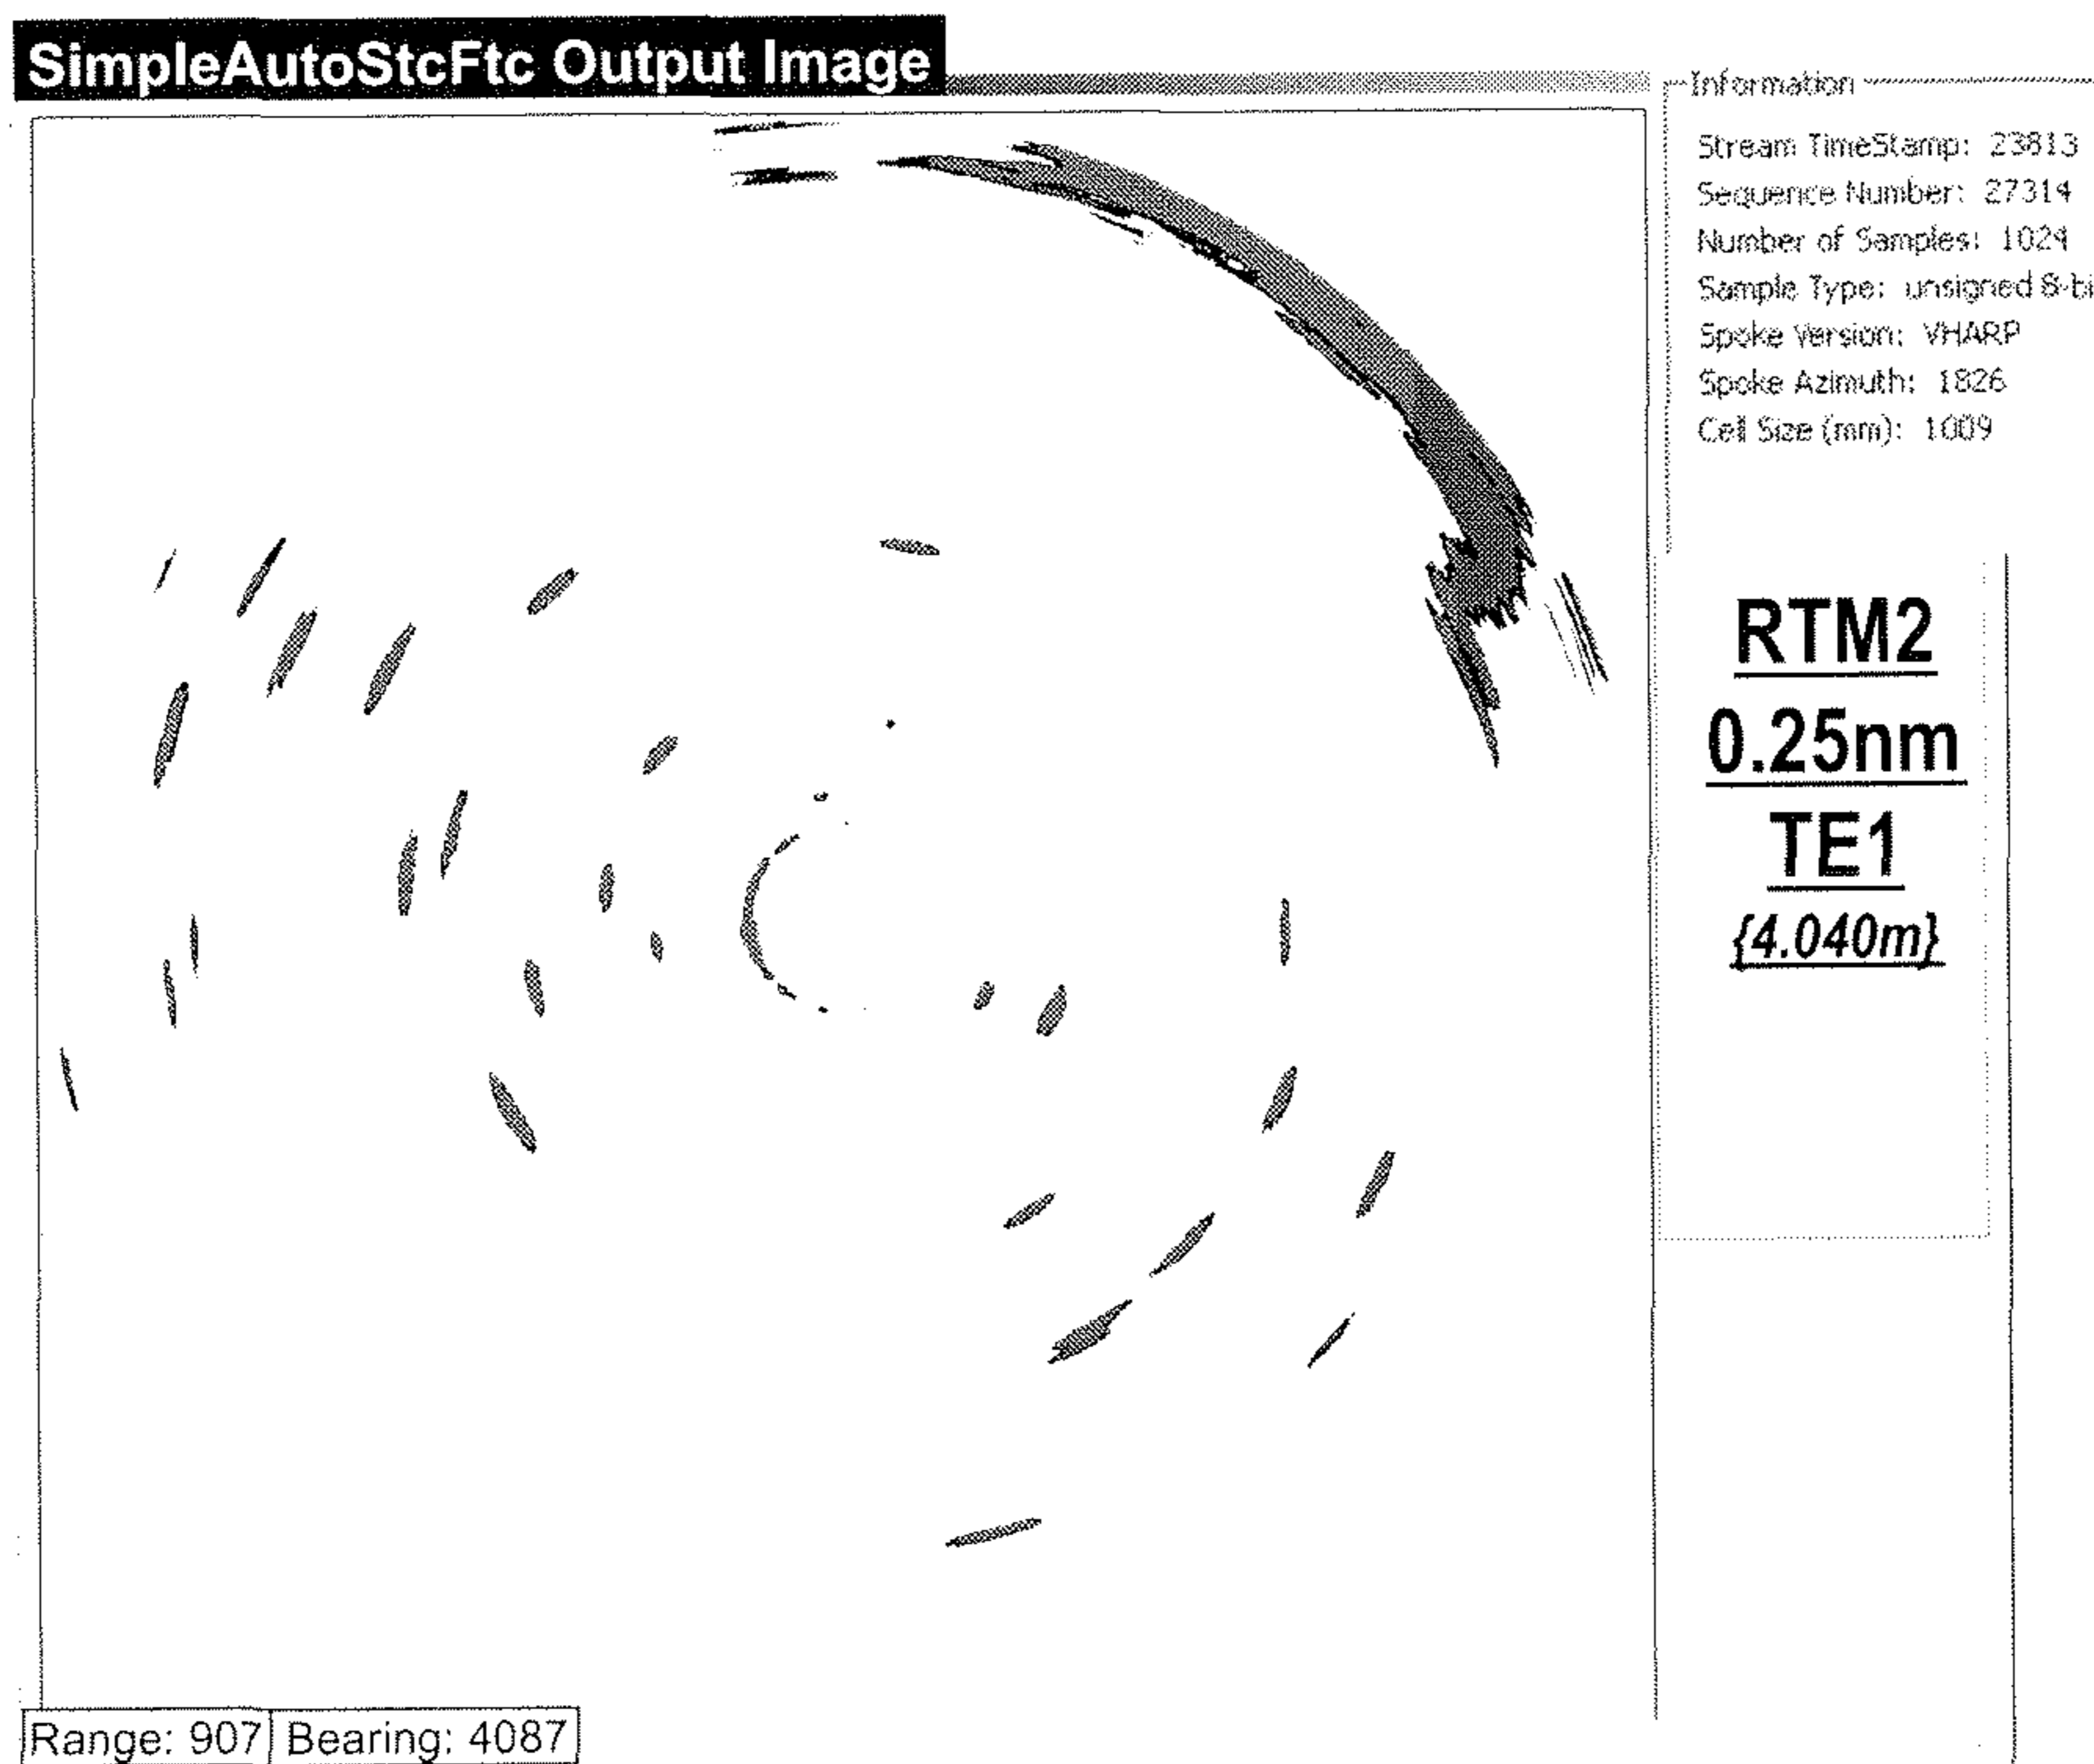 SimpleAutoStcFtc Output Image
Information
Stream TimeStamp: 23813
Sequence Number: 27314
Number of Samples: 1024
Sample Type: unsigned 8-bi
Spoke Version: VHARP
Spoke Azimuth: 1826
Cell Size (mm): 1009
RTM2
0.25nm
TE1
{4.040m}
Range: 907 Bearing: 4087